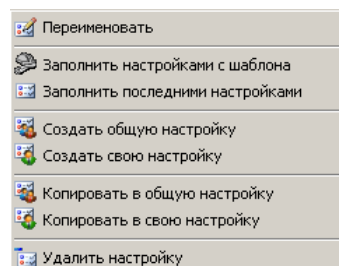 Переименовать
Заполнить настройками с шаблона
Заполнить последними настройками
Создать общую настройку
Создать свою настройку
Копировать в общую настройку
Копировать в свою настройку
Удалить настройку